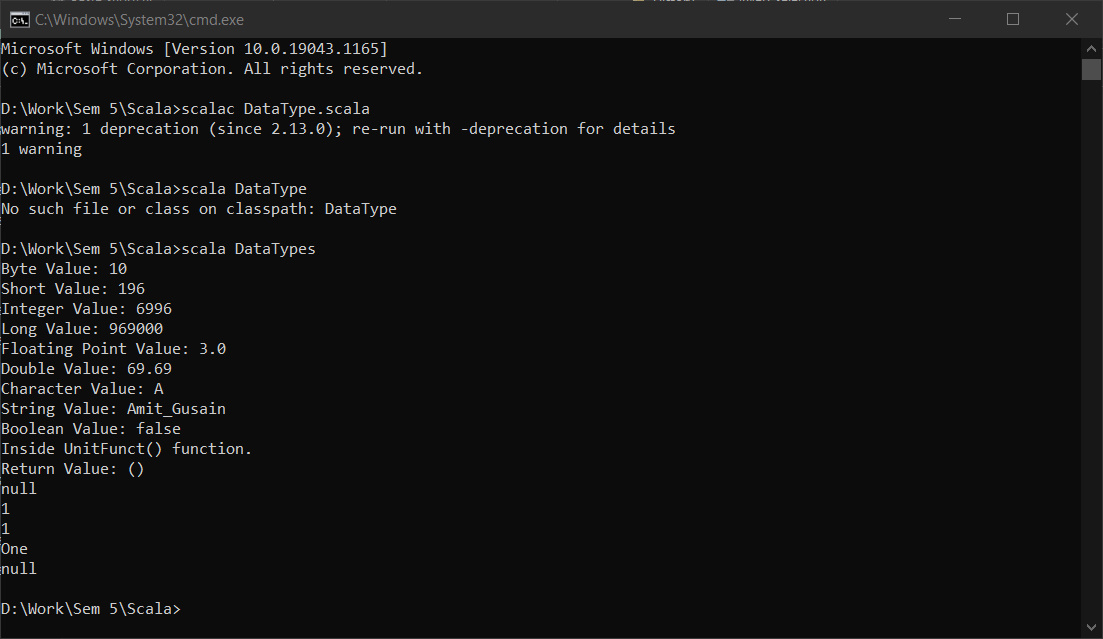 C:\Windows\System32\cmd.exe
Microsoft Windows [Version 10.0.19043.1165]
(c) Microsoft Corporation. All rights reserved.
D:\Work\Sem 5\Scala>scalac DataType.scala
warning: 1 deprecation (since 2.13.0); re-run with -deprecation for details
1 warning
D:\Work\Sem 5\Scala>scala DataType
No such file or class on classpath: DataType
D:\Work\Sem 5\Scala>scala DataTypes
Byte Value: 10
Short Value: 196
Integer Value: 6996
Long Value: 969000
Floating Point Value: 3.0
Double Value: 69.69
Character Value: A
String Value: Amit_Gusain
Boolean Value: false
Inside UnitFunct() function.
Return Value: ()
null
1
1
One
null
D:\Work\Sem 5\Scala>